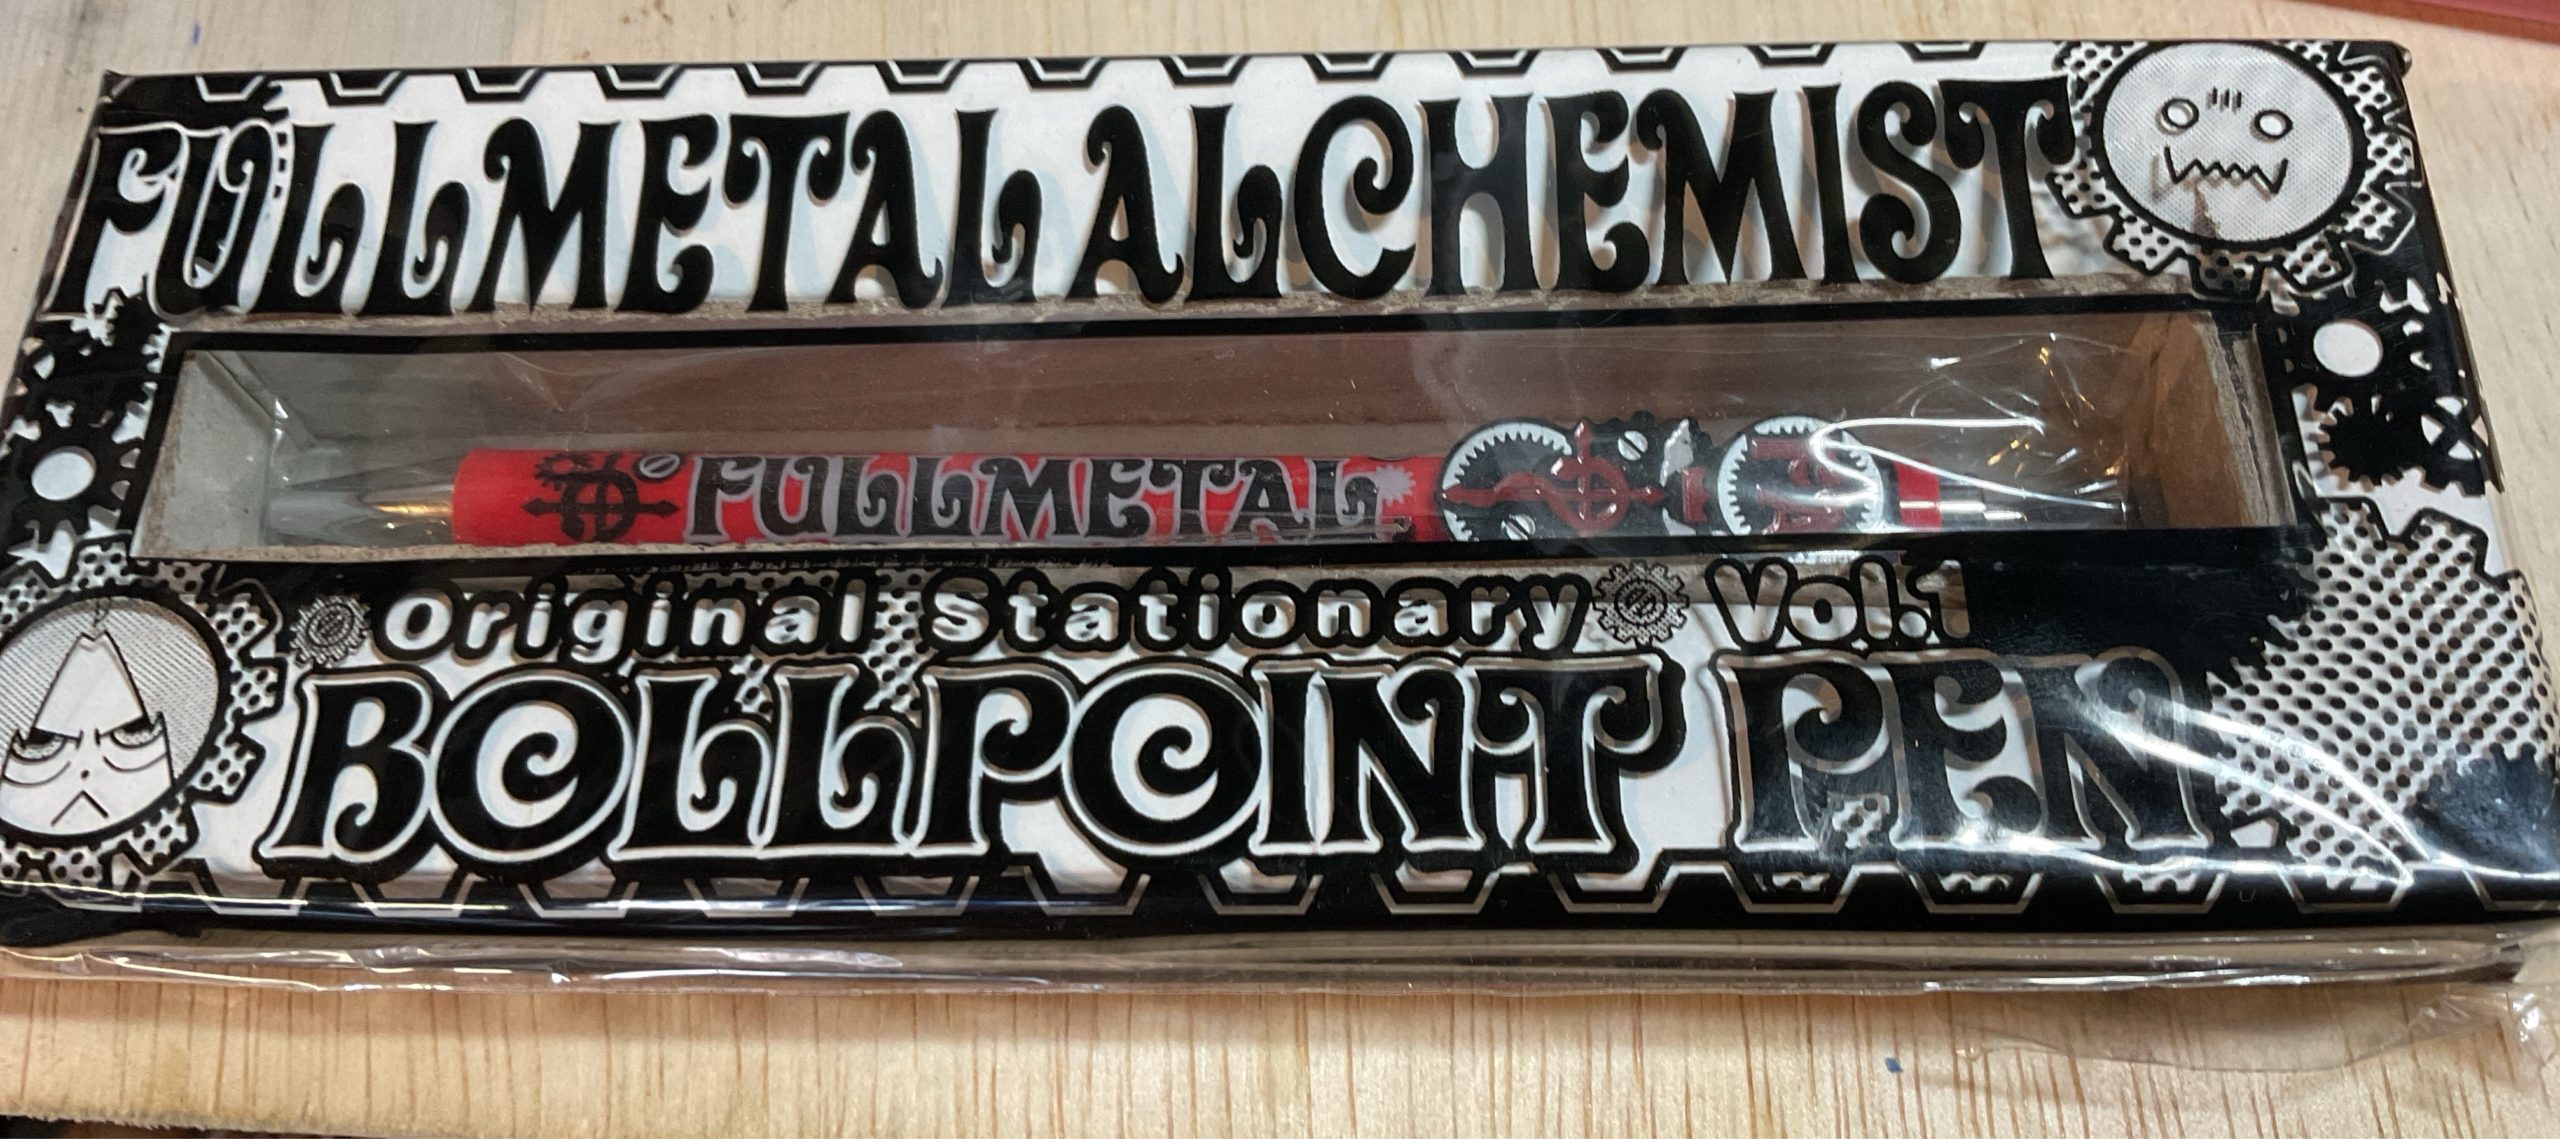 FULLMETAL ALCHEMIST
FULLMETAL
Original Stationary Vol.1
BOLLPOINT PEN